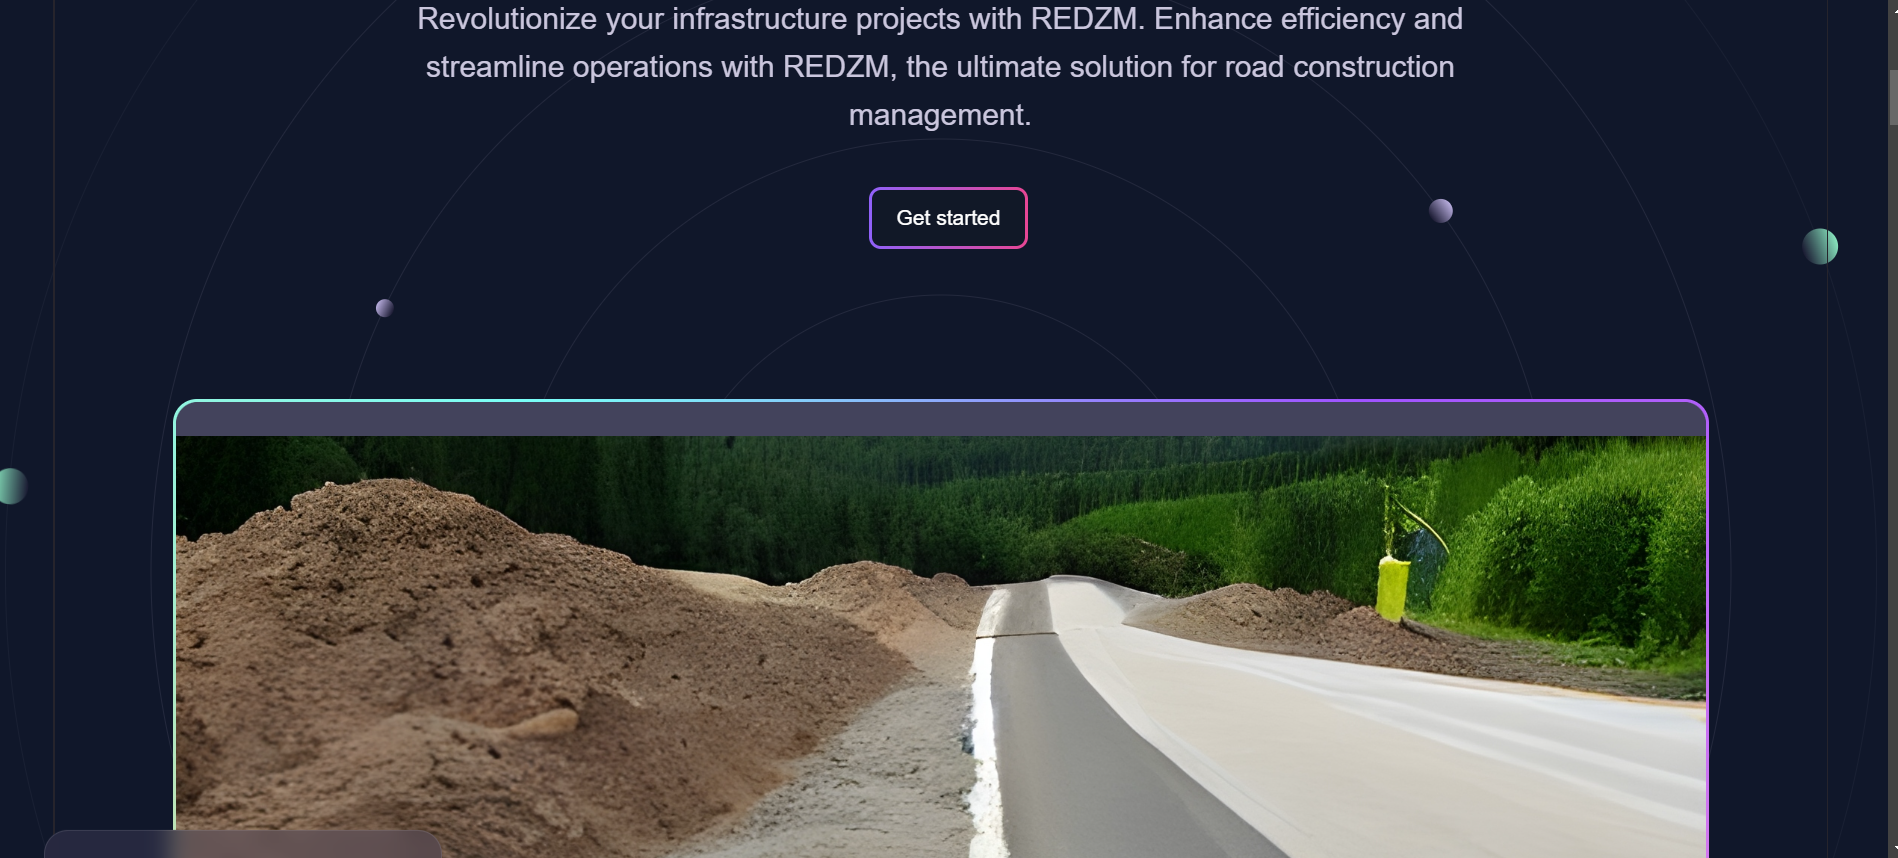 Revolutionize your infrastructure projects with REDZM. Enhance efficiency and
streamline operations with REDZM, the ultimate solution for road construction
management.
Get started